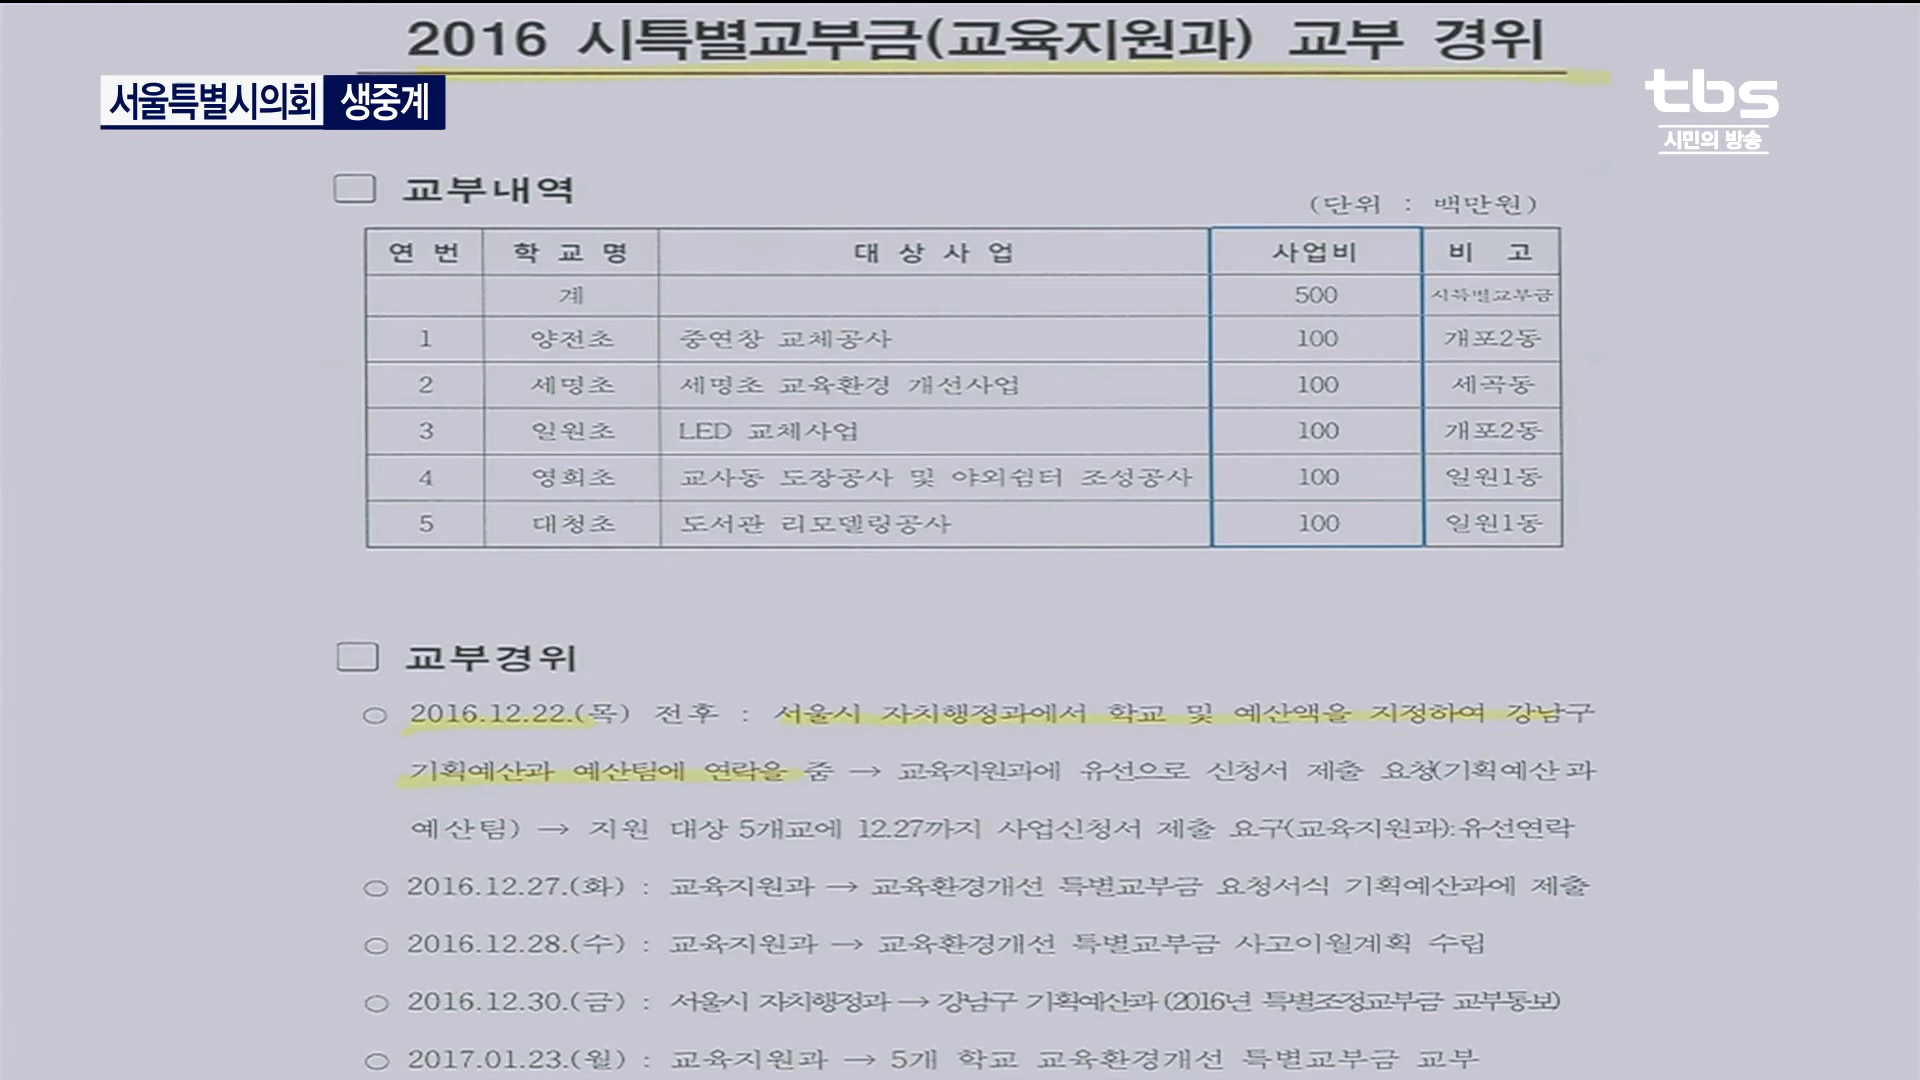 2016 시특별교부금(교육지원과) 교부 경위
서울특별시의회 생중계
tbs
시민의 방송
교부내역
(단위 : 백만원)
연 번 학 교 명 대 상 사 업 사업비 비 고
계 500 시특별교부금
1 양전초 중연창 교체공사 100 개포2동
2 세명초 세명초 교육환경 개선사업 100 세곡동
3 일원초 LED 교체사업 100 개포2동
4 영희초 교사동 도장공사 및 야외쉼터 조성공사 100 일원1동
5 대청초 도서관 리모델링공사 100 일원1동
교부경위
○ 2016.12.22.(목) 전후 : 서울시 자치행정과에서 학교 및 예산액을 지정하여 강남구
기획예산과 예산팀에 연락을 줌 → 교육지원과에 유선으로 신청서 제출 요청(기획예산과
예산팀) → 지원 대상 5개교에 12.27까지 사업신청서 제출 요구(교육지원과):유선연락
○ 2016.12.27.(화) : 교육지원과 → 교육환경개선 특별교부금 요청서식 기획예산과에 제출
○ 2016.12.28.(수) : 교육지원과 → 교육환경개선 특별교부금 사고이월계획 수립
○ 2016.12.30.(금) : 서울시 자치행정과 → 강남구 기획예산과 (2016년 특별조정교부금 교부통보)
○ 2017.01.23.(월) : 교육지원과 → 5개 학교 교육환경개선 특별교부금 교부